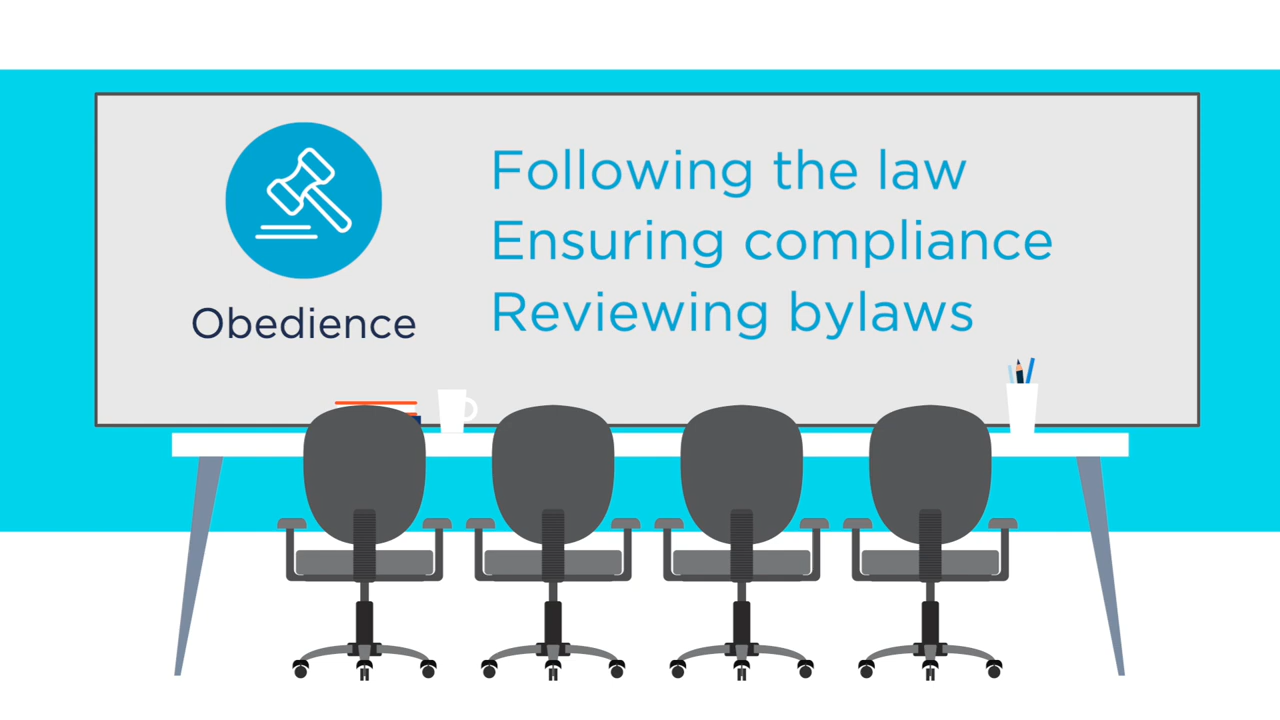 Following the law
Ensuring compliance
Reviewing bylaws
Obedience